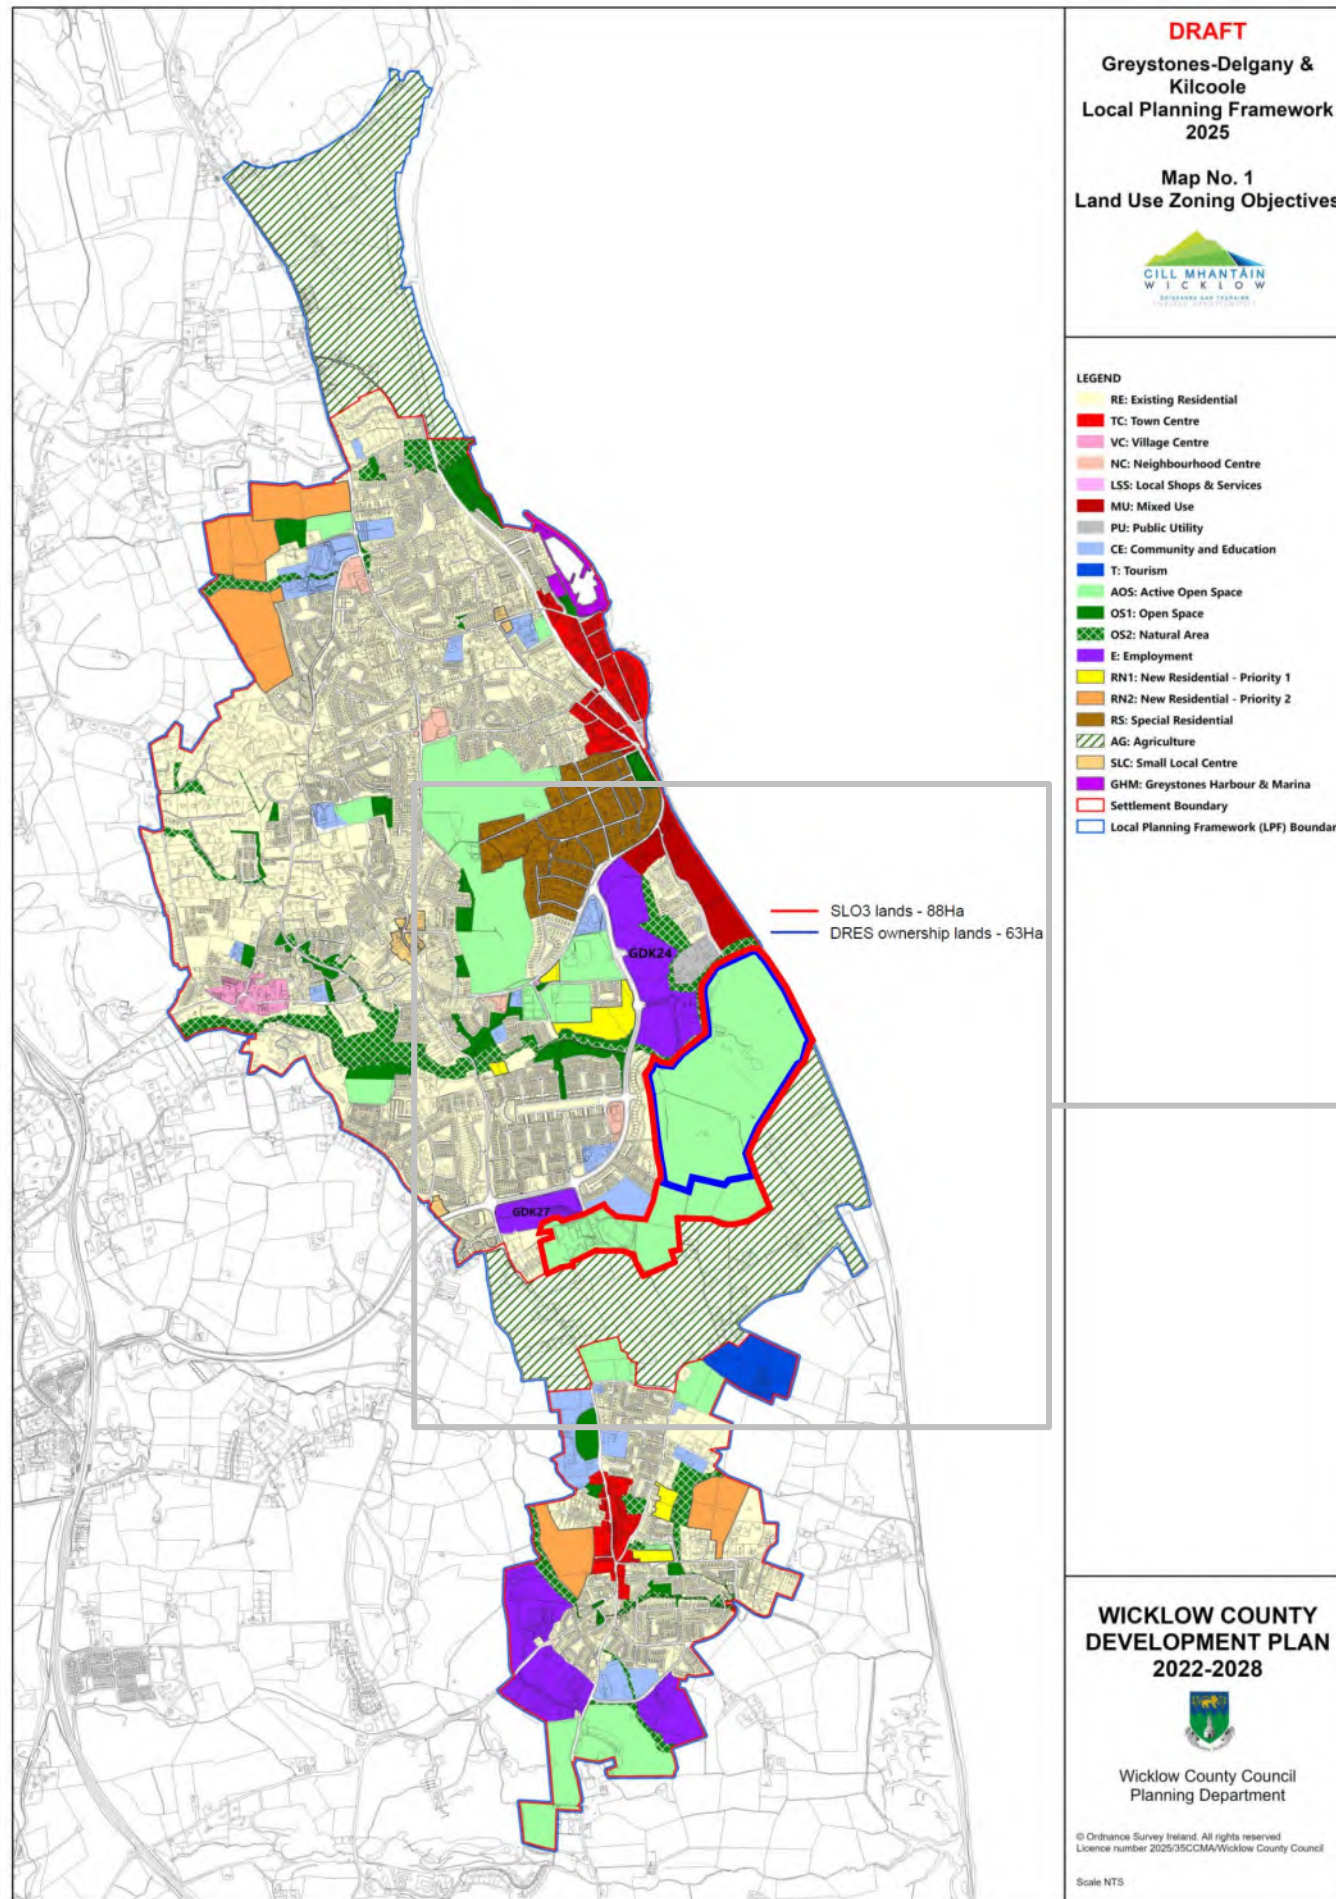 DRAFT
Greystones-Delgany &
Kilcoole
Local Planning Framework
2025
Map No. 1
Land Use Zoning Objectives
CILL MHANTÁIN
WICKLOW
LEGEND
RE: Existing Residential
TC: Town Centre
VC: Village Centre
NC: Neighbourhood Centre
LSS: Local Shops & Services
MU: Mixed Use
PU: Public Utility
CE: Community and Education
T: Tourism
AOS: Active Open Space
OS1: Open Space
OS2: Natural Area
E: Employment
RN1: New Residential - Priority 1
RN2: New Residential - Priority 2
RS: Special Residential
AG: Agriculture
SLC: Small Local Centre
GHM: Greystones Harbour & Marina
Settlement Boundary
Local Planning Framework (LPF) Boundar
SLO3 lands - 88Ha
DRES ownership lands - 63Ha
GDK24
GDK27
WICKLOW COUNTY
DEVELOPMENT PLAN
2022-2028
Wicklow County Council
Planning Department
© Ordnance Survey Ireland. All rights reserved
Licence number 2025/35CCMA/Wicklow County Council
Scale NTS